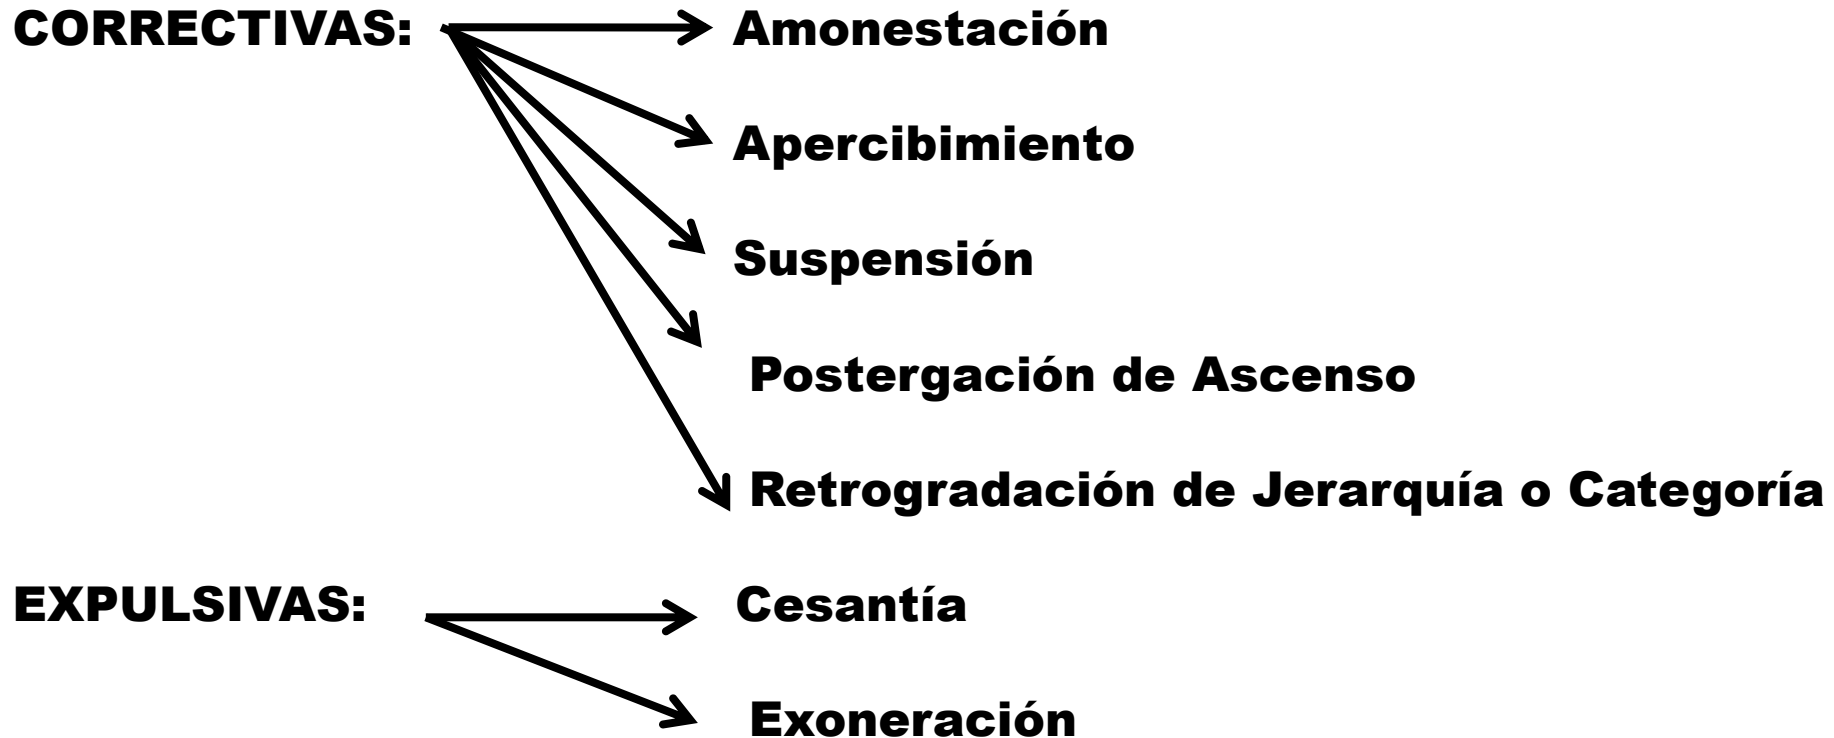 CORRECTIVAS: Amonestación
Apercibimiento
Suspensión
Postergación de Ascenso
Retrogradación de Jerarquía o Categoría
EXPULSIVAS: Cesantía
Exoneración